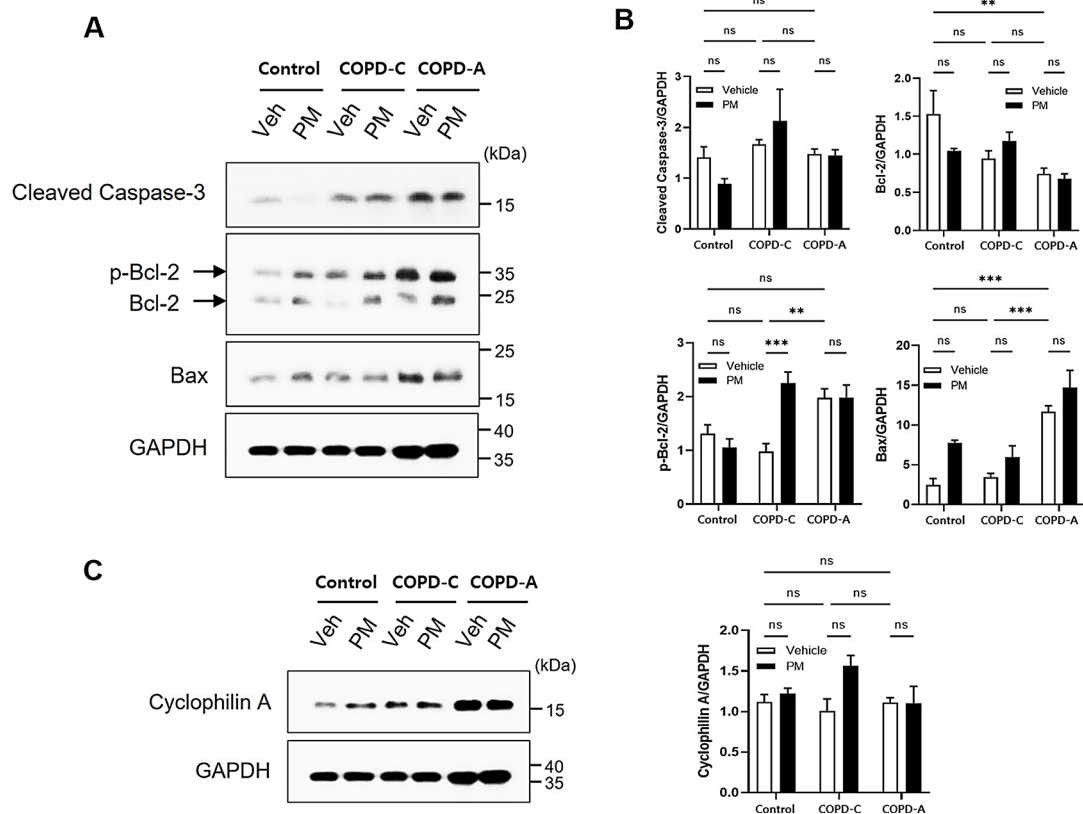 A
Control COPD-C COPD-A
Veh PM Veh PM Veh PM
(kDa)
Cleaved Caspase-3
15
p-Bcl-2
35
Bcl-2
25
Bax
25
15
GAPDH
40
35
B
ns
ns ns
ns ns ns
Cleaved Caspase-3/GAPDH
3
2
1
0
Vehicle
PM
Control COPD-C COPD-A
**
ns ns
ns ns ns
Bcl-2/GAPDH
2.0
1.5
1.0
0.5
0.0
Vehicle
PM
Control COPD-C COPD-A
ns
ns **
ns *** ns
p-Bcl-2/GAPDH
3
2
1
0
Vehicle
PM
Control COPD-C COPD-A
***
ns ***
ns ns ns
Bax/GAPDH
20
15
10
5
0
Vehicle
PM
Control COPD-C COPD-A
C
Control COPD-C COPD-A
Veh PM Veh PM Veh PM
(kDa)
Cyclophilin A
15
GAPDH
40
35
ns
ns ns
ns ns ns
Cyclophilin A/GAPDH
2.0
1.5
1.0
0.5
0.0
Vehicle
PM
Control COPD-C COPD-A